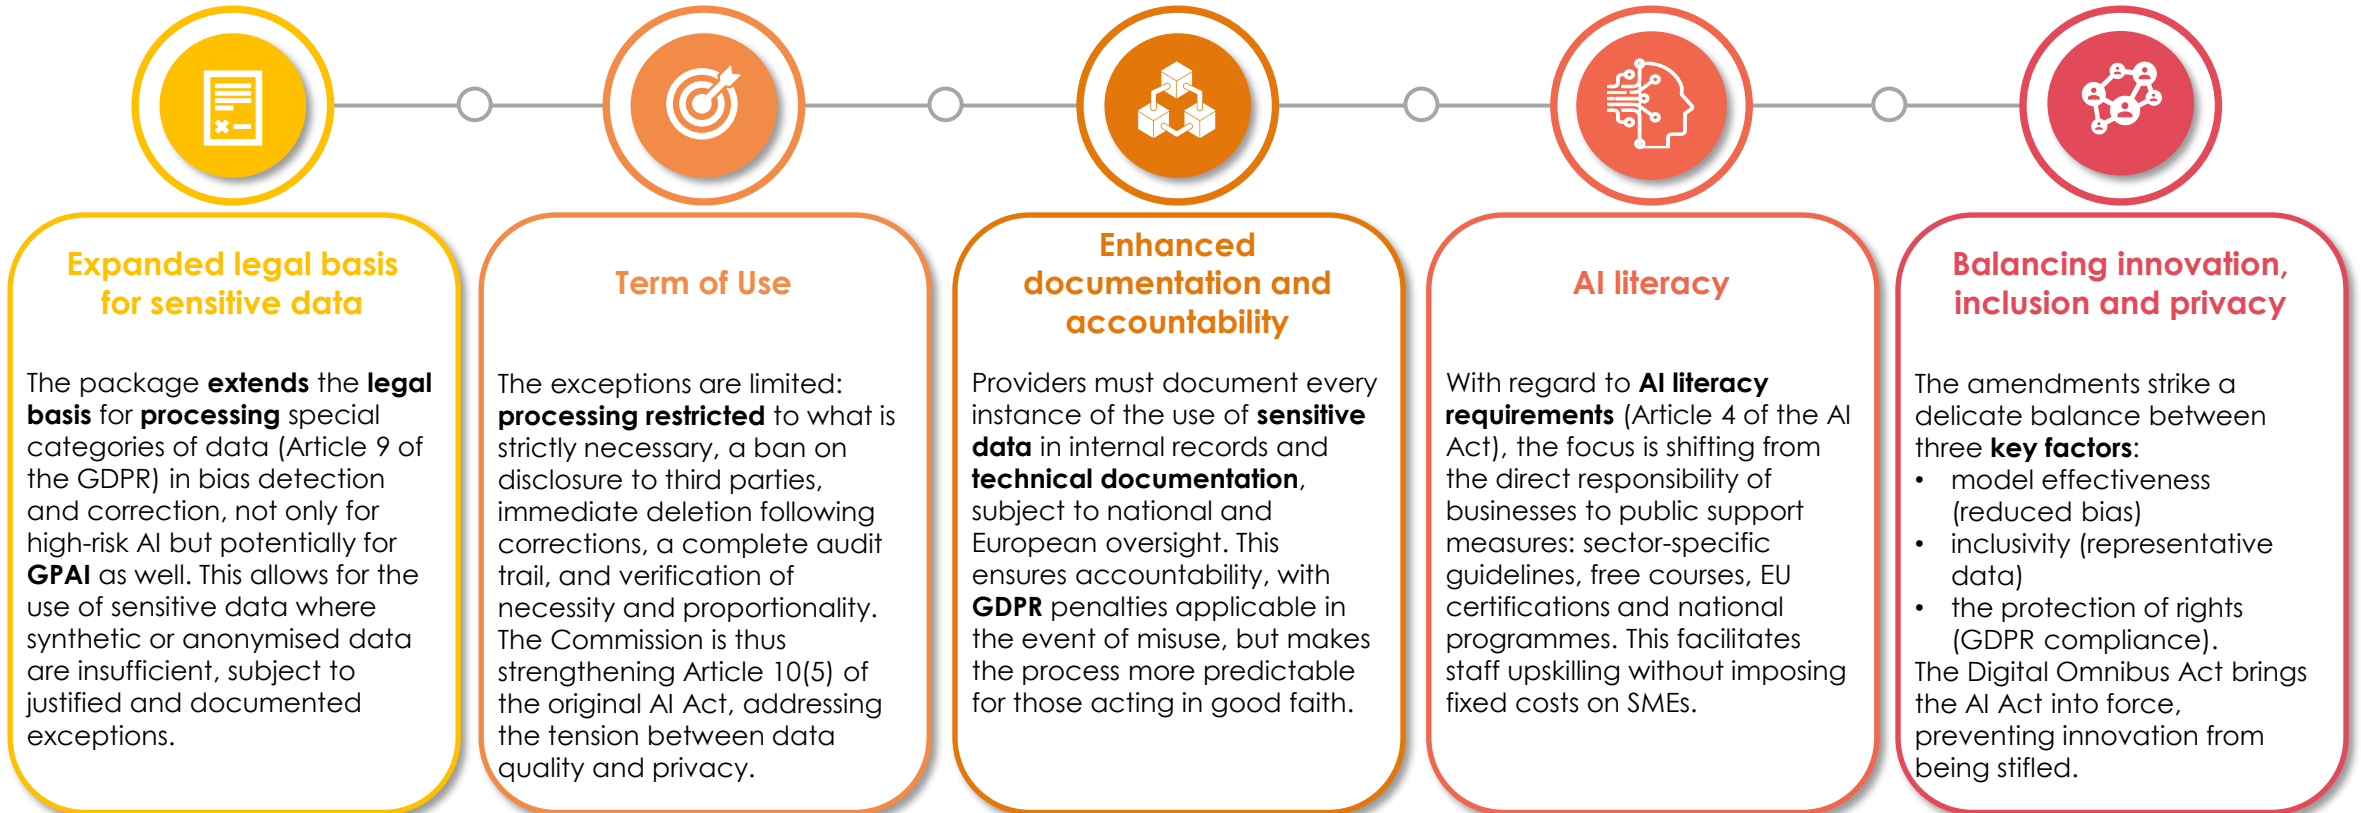 Expanded legal basis
for sensitive data
The package extends the legal
basis for processing special
categories of data (Article 9 of
the GDPR) in bias detection
and correction, not only for
high-risk AI but potentially for
GPAI as well. This allows for the
use of sensitive data where
synthetic or anonymised data
are insufficient, subject to
justified and documented
exceptions.
Term of Use
The exceptions are limited:
processing restricted to what is
strictly necessary, a ban on
disclosure to third parties,
immediate deletion following
corrections, a complete audit
trail, and verification of
necessity and proportionality.
The Commission is thus
strengthening Article 10(5) of
the original AI Act, addressing
the tension between data
quality and privacy.
Enhanced
documentation and
accountability
Providers must document every
instance of the use of sensitive
data in internal records and
technical documentation,
subject to national and
European oversight. This
ensures accountability, with
GDPR penalties applicable in
the event of misuse, but makes
the process more predictable
for those acting in good faith.
AI literacy
With regard to AI literacy
requirements (Article 4 of the AI
Act), the focus is shifting from
the direct responsibility of
businesses to public support
measures: sector-specific
guidelines, free courses, EU
certifications and national
programmes. This facilitates
staff upskilling without imposing
fixed costs on SMEs.
Balancing innovation,
inclusion and privacy
The amendments strike a
delicate balance between
three key factors:
• model effectiveness
(reduced bias)
• inclusivity (representative
data)
• the protection of rights
(GDPR compliance).
The Digital Omnibus Act brings
the AI Act into force,
preventing innovation from
being stifled.